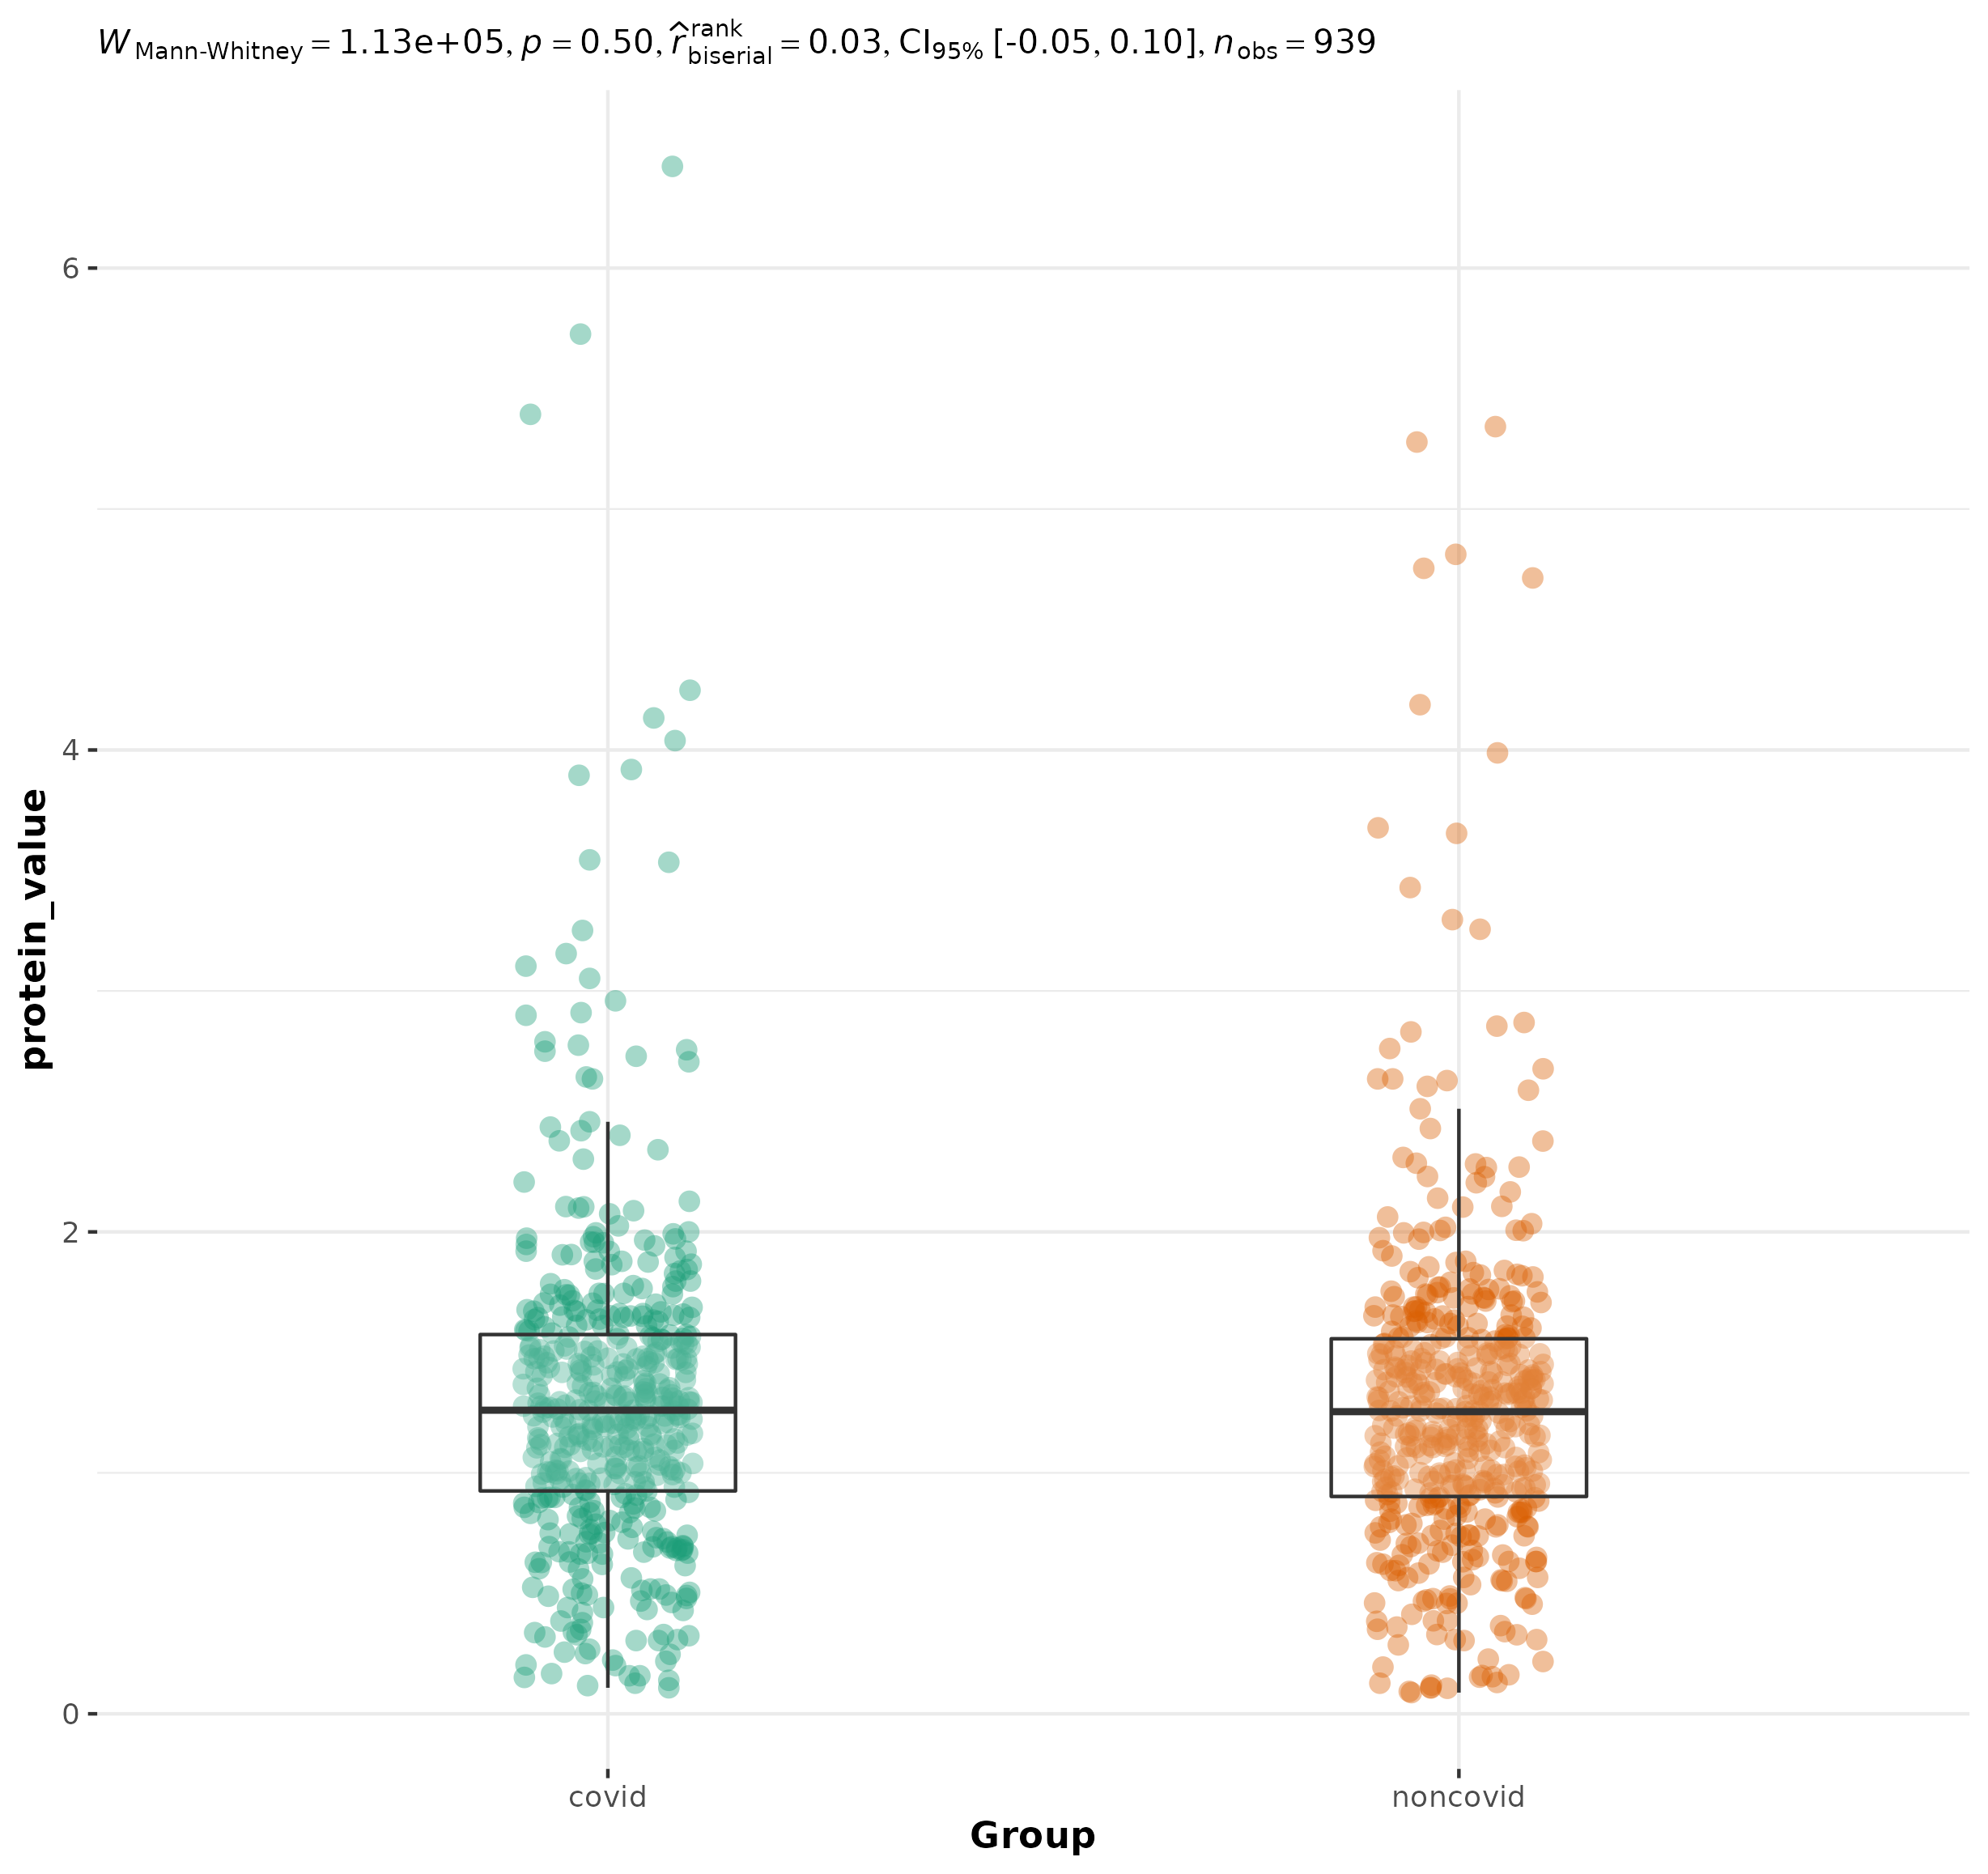 W Mann-Whitney = 1.13e+05, p = 0.50, r̂ rank biserial = 0.03, CI95% [-0.05, 0.10], nobs = 939
6
4
2
0
protein_value
covid noncovid
Group